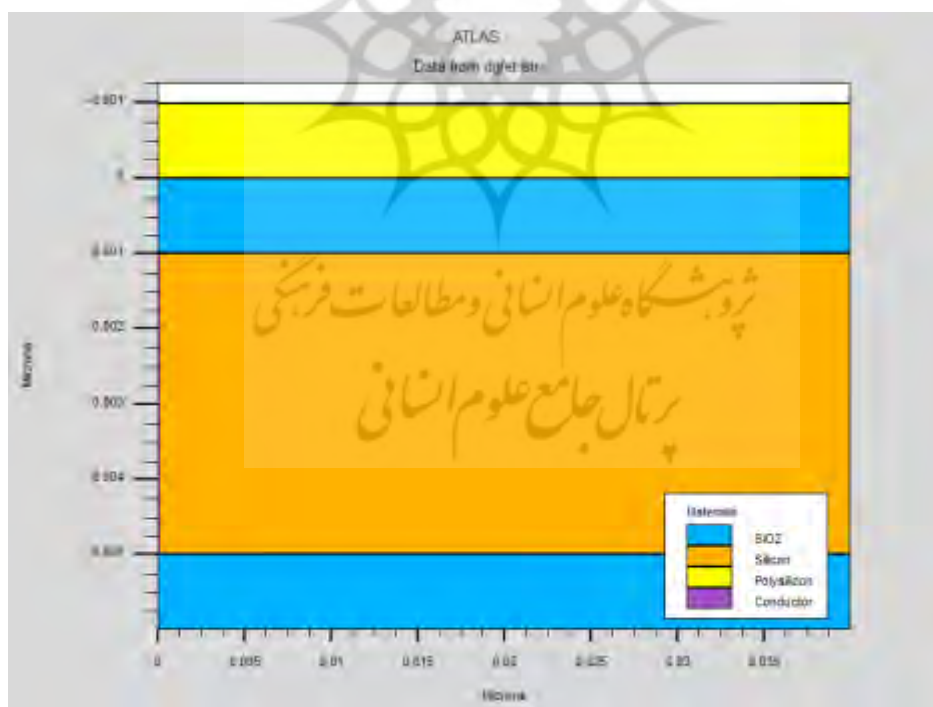 ATLAS
Data from dgfet.str
-0.001
0
0.001
0.002
0.003
0.004
0.005
Microns
پژوهشگاه علوم انسانی و مطالعات فرهنگی
پرتال جامع علوم انسانی
Materials
SiO2
Silicon
Polysilicon
Conductor
0 0.005 0.01 0.015 0.02 0.025 0.03 0.035
Microns